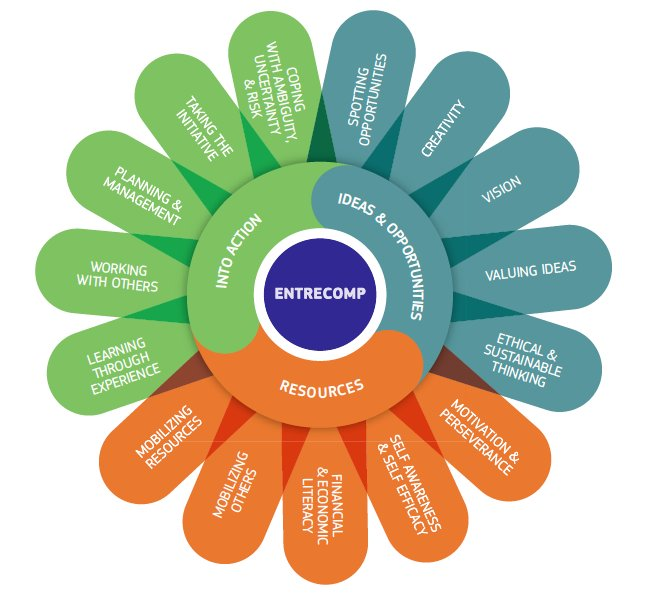 ENTRECOMP
IDEAS & OPPORTUNITIES
SPOTTING
OPPORTUNITIES
CREATIVITY
VISION
VALUING IDEAS
ETHICAL &
SUSTAINABLE
THINKING
RESOURCES
MOTIVATION &
PERSEVERANCE
SELF AWARENESS
& SELF EFFICACY
FINANCIAL
& ECONOMIC
LITERACY
MOBILIZING
OTHERS
MOBILIZING
RESOURCES
INTO ACTION
LEARNING
THROUGH
EXPERIENCE
WORKING
WITH OTHERS
PLANNING &
MANAGEMENT
TAKING THE
INITIATIVE
COPING
WITH AMBIGUITY,
UNCERTAINTY
& RISK